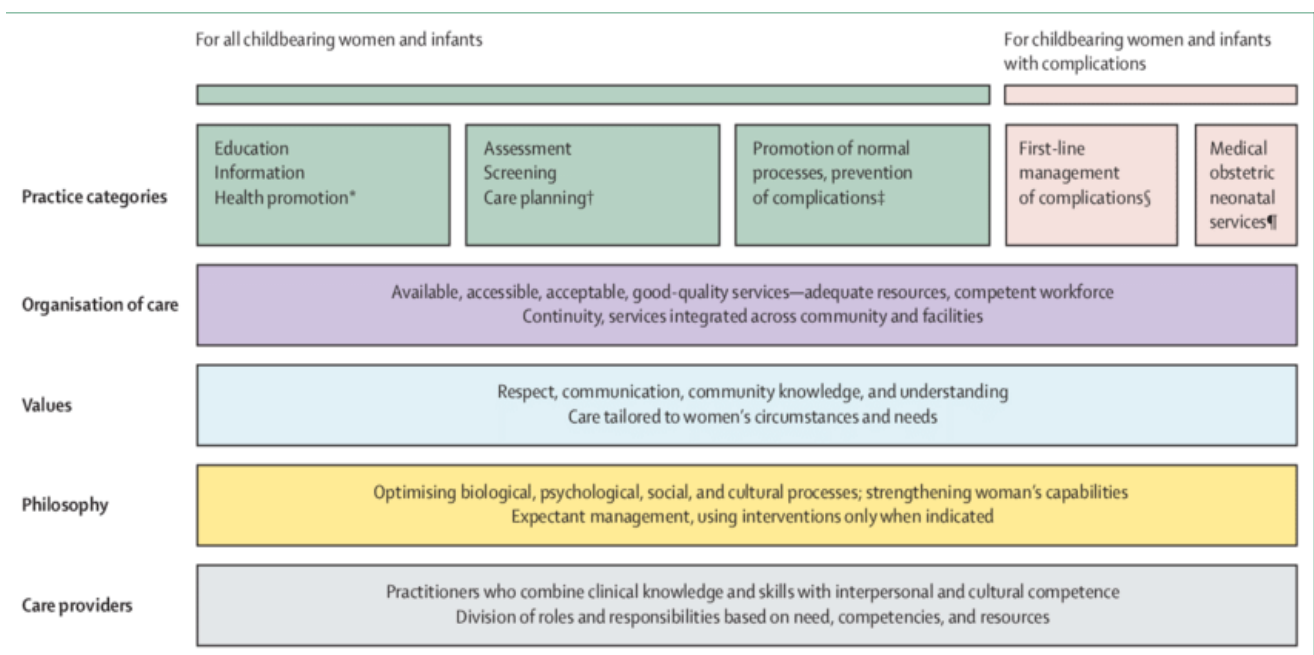 For all childbearing women and infants
For childbearing women and infants
with complications
Practice categories
Education
Information
Health promotion*
Assessment
Screening
Care planning†
Promotion of normal
processes, prevention
of complications‡
First-line
management
of complications§
Medical
obstetric
neonatal
services¶
Organisation of care
Available, accessible, acceptable, good-quality services—adequate resources, competent workforce
Continuity, services integrated across community and facilities
Values
Respect, communication, community knowledge, and understanding
Care tailored to women's circumstances and needs
Philosophy
Optimising biological, psychological, social, and cultural processes; strengthening woman's capabilities
Expectant management, using interventions only when indicated
Care providers
Practitioners who combine clinical knowledge and skills with interpersonal and cultural competence
Division of roles and responsibilities based on need, competencies, and resources